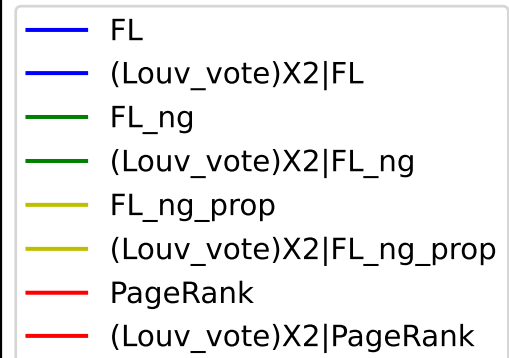 FL
(Louv_vote)X2|FL
FL_ng
(Louv_vote)X2|FL_ng
FL_ng_prop
(Louv_vote)X2|FL_ng_prop
PageRank
(Louv_vote)X2|PageRank